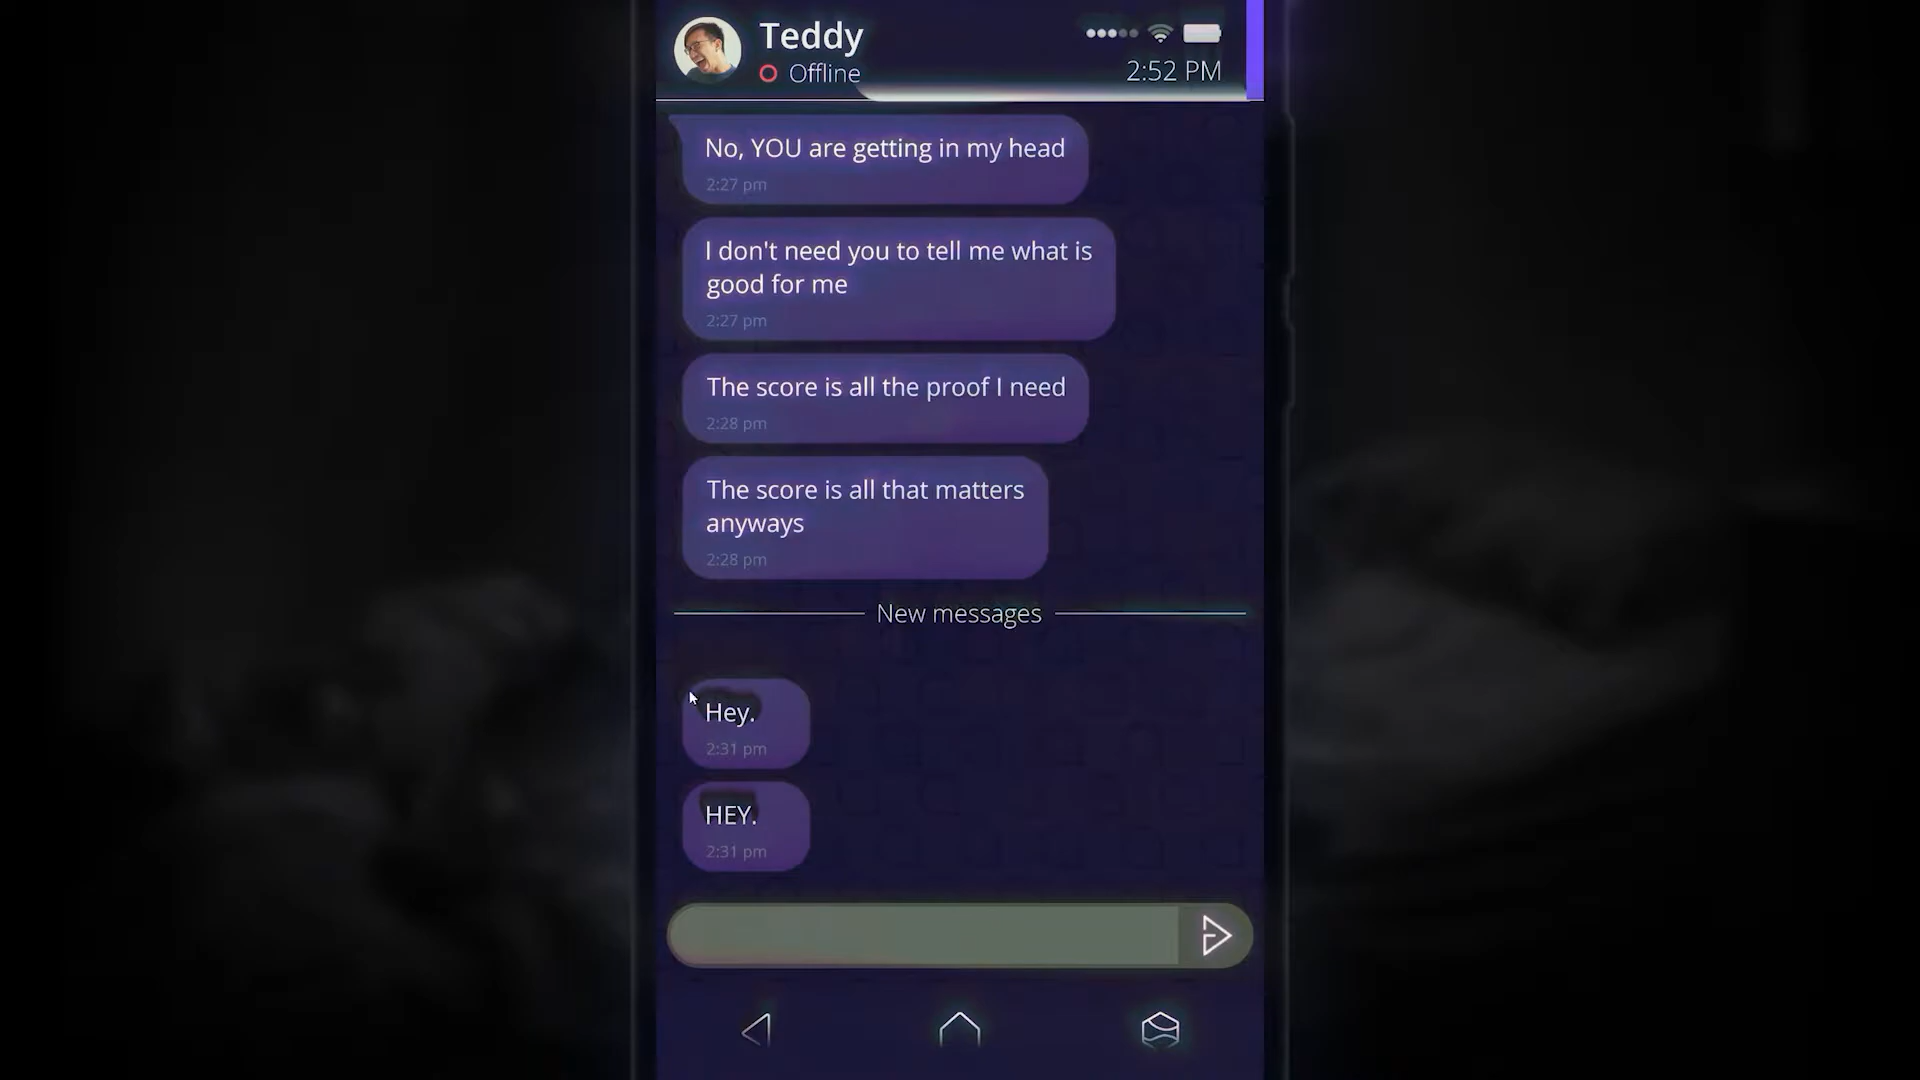 Teddy
Offline
2:52 PM
No, YOU are getting in my head
2:27 pm
I don't need you to tell me what is
good for me
2:27 pm
The score is all the proof I need
2:28 pm
The score is all that matters
anyways
2:28 pm
New messages
Hey.
2:31 pm
HEY.
2:31 pm